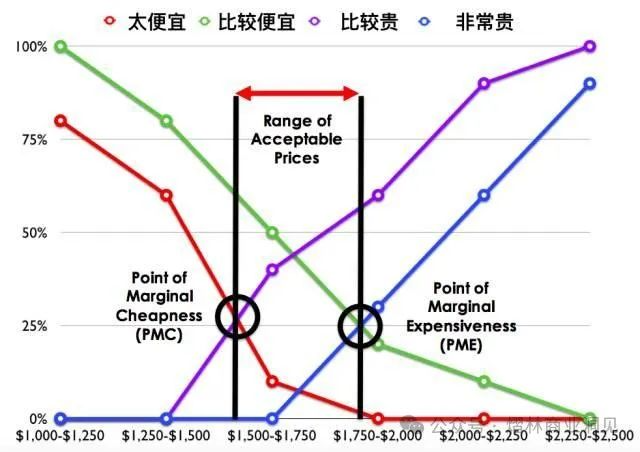 太便宜 比较便宜 比较贵 非常贵
100%
75%
50%
25%
0%
Range of
Acceptable
Prices
Point of
Marginal
Cheapness
(PMC)
Point of
Marginal
Expensiveness
(PME)
$1,000-$1,250 $1,250-$1,500 $1,500-$1,750 $1,750-$2,000 $2,000-$2,250 $2,250-$2,500
公众号 · 熠林商业洞见